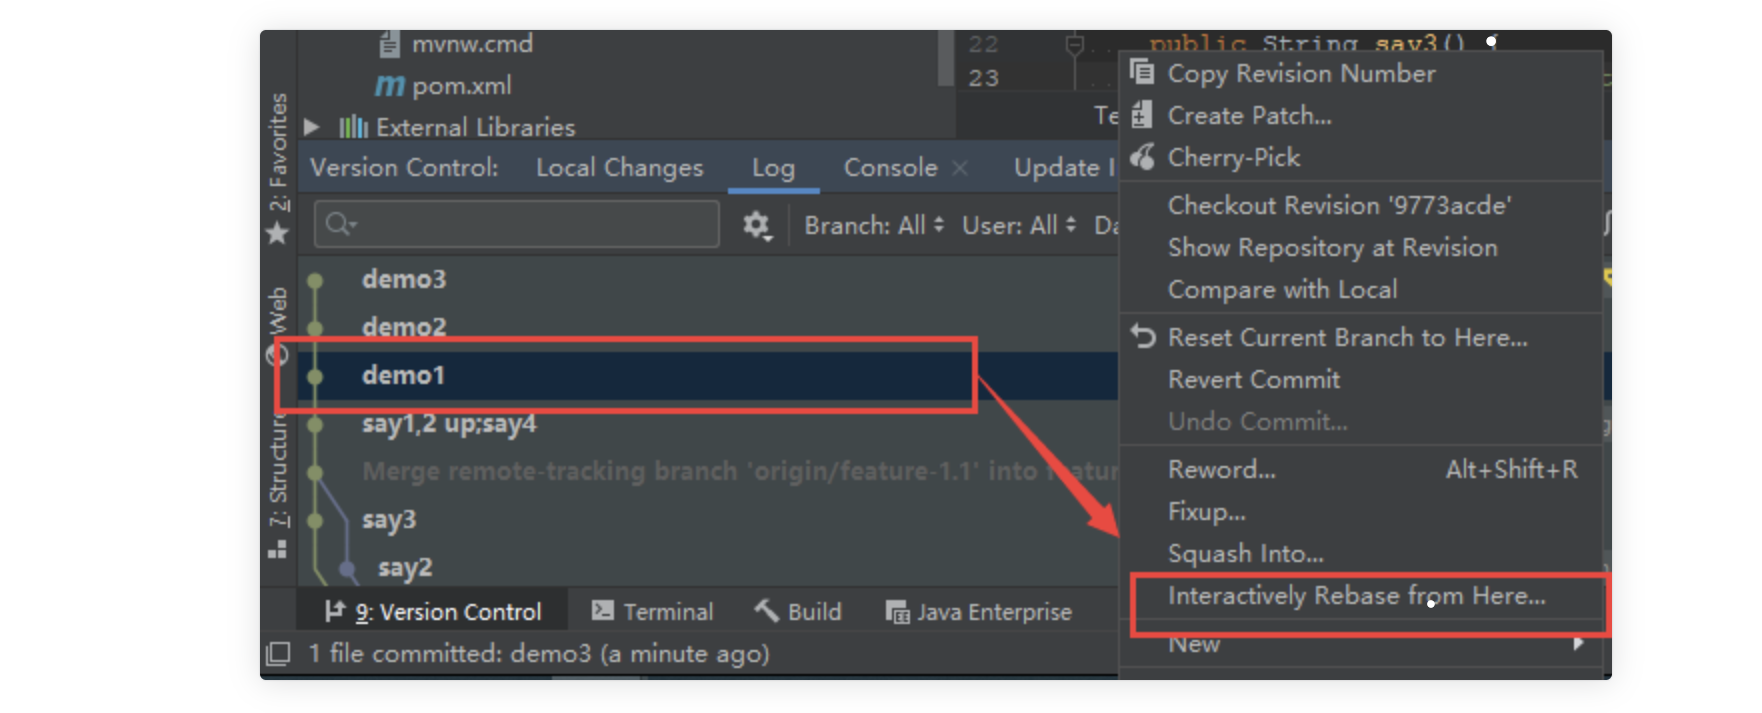 mvnw.cmd
pom.xml
External Libraries
22
23
public String say3() {
Version Control:
Local Changes
Log
Console
Update
Branch: All
User: All
demo3
demo2
demo1
say1,2 up;say4
Merge remote-tracking branch 'origin/feature-1.1' into
say3
say2
2: Favorites
Web
7: Structure
Copy Revision Number
Create Patch...
Cherry-Pick
Checkout Revision '9773acde'
Show Repository at Revision
Compare with Local
Reset Current Branch to Here...
Revert Commit
Undo Commit...
Reword... Alt+Shift+R
Fixup...
Squash Into...
Interactively Rebase from Here...
New
9: Version Control
Terminal
Build
Java Enterprise
1 file committed: demo3 (a minute ago)